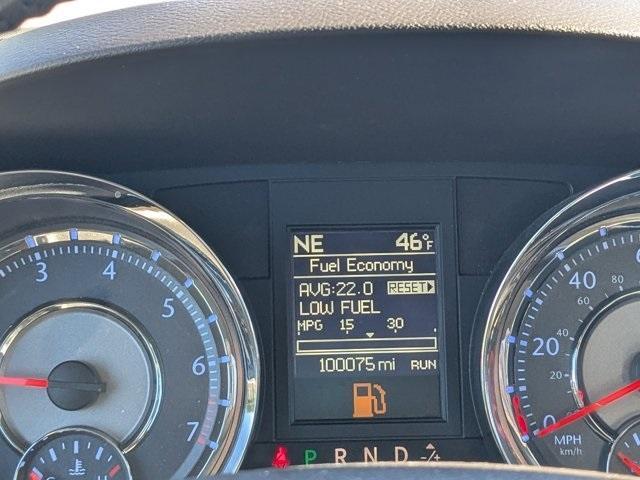 NE 46°F
Fuel Economy
AVG:22.0 RESET
LOW FUEL
MPG 15 30
100075 mi RUN
P R N D -/+
3 4 5 6 7
H
0 20 40
20 40 60 80
MPH
km/h